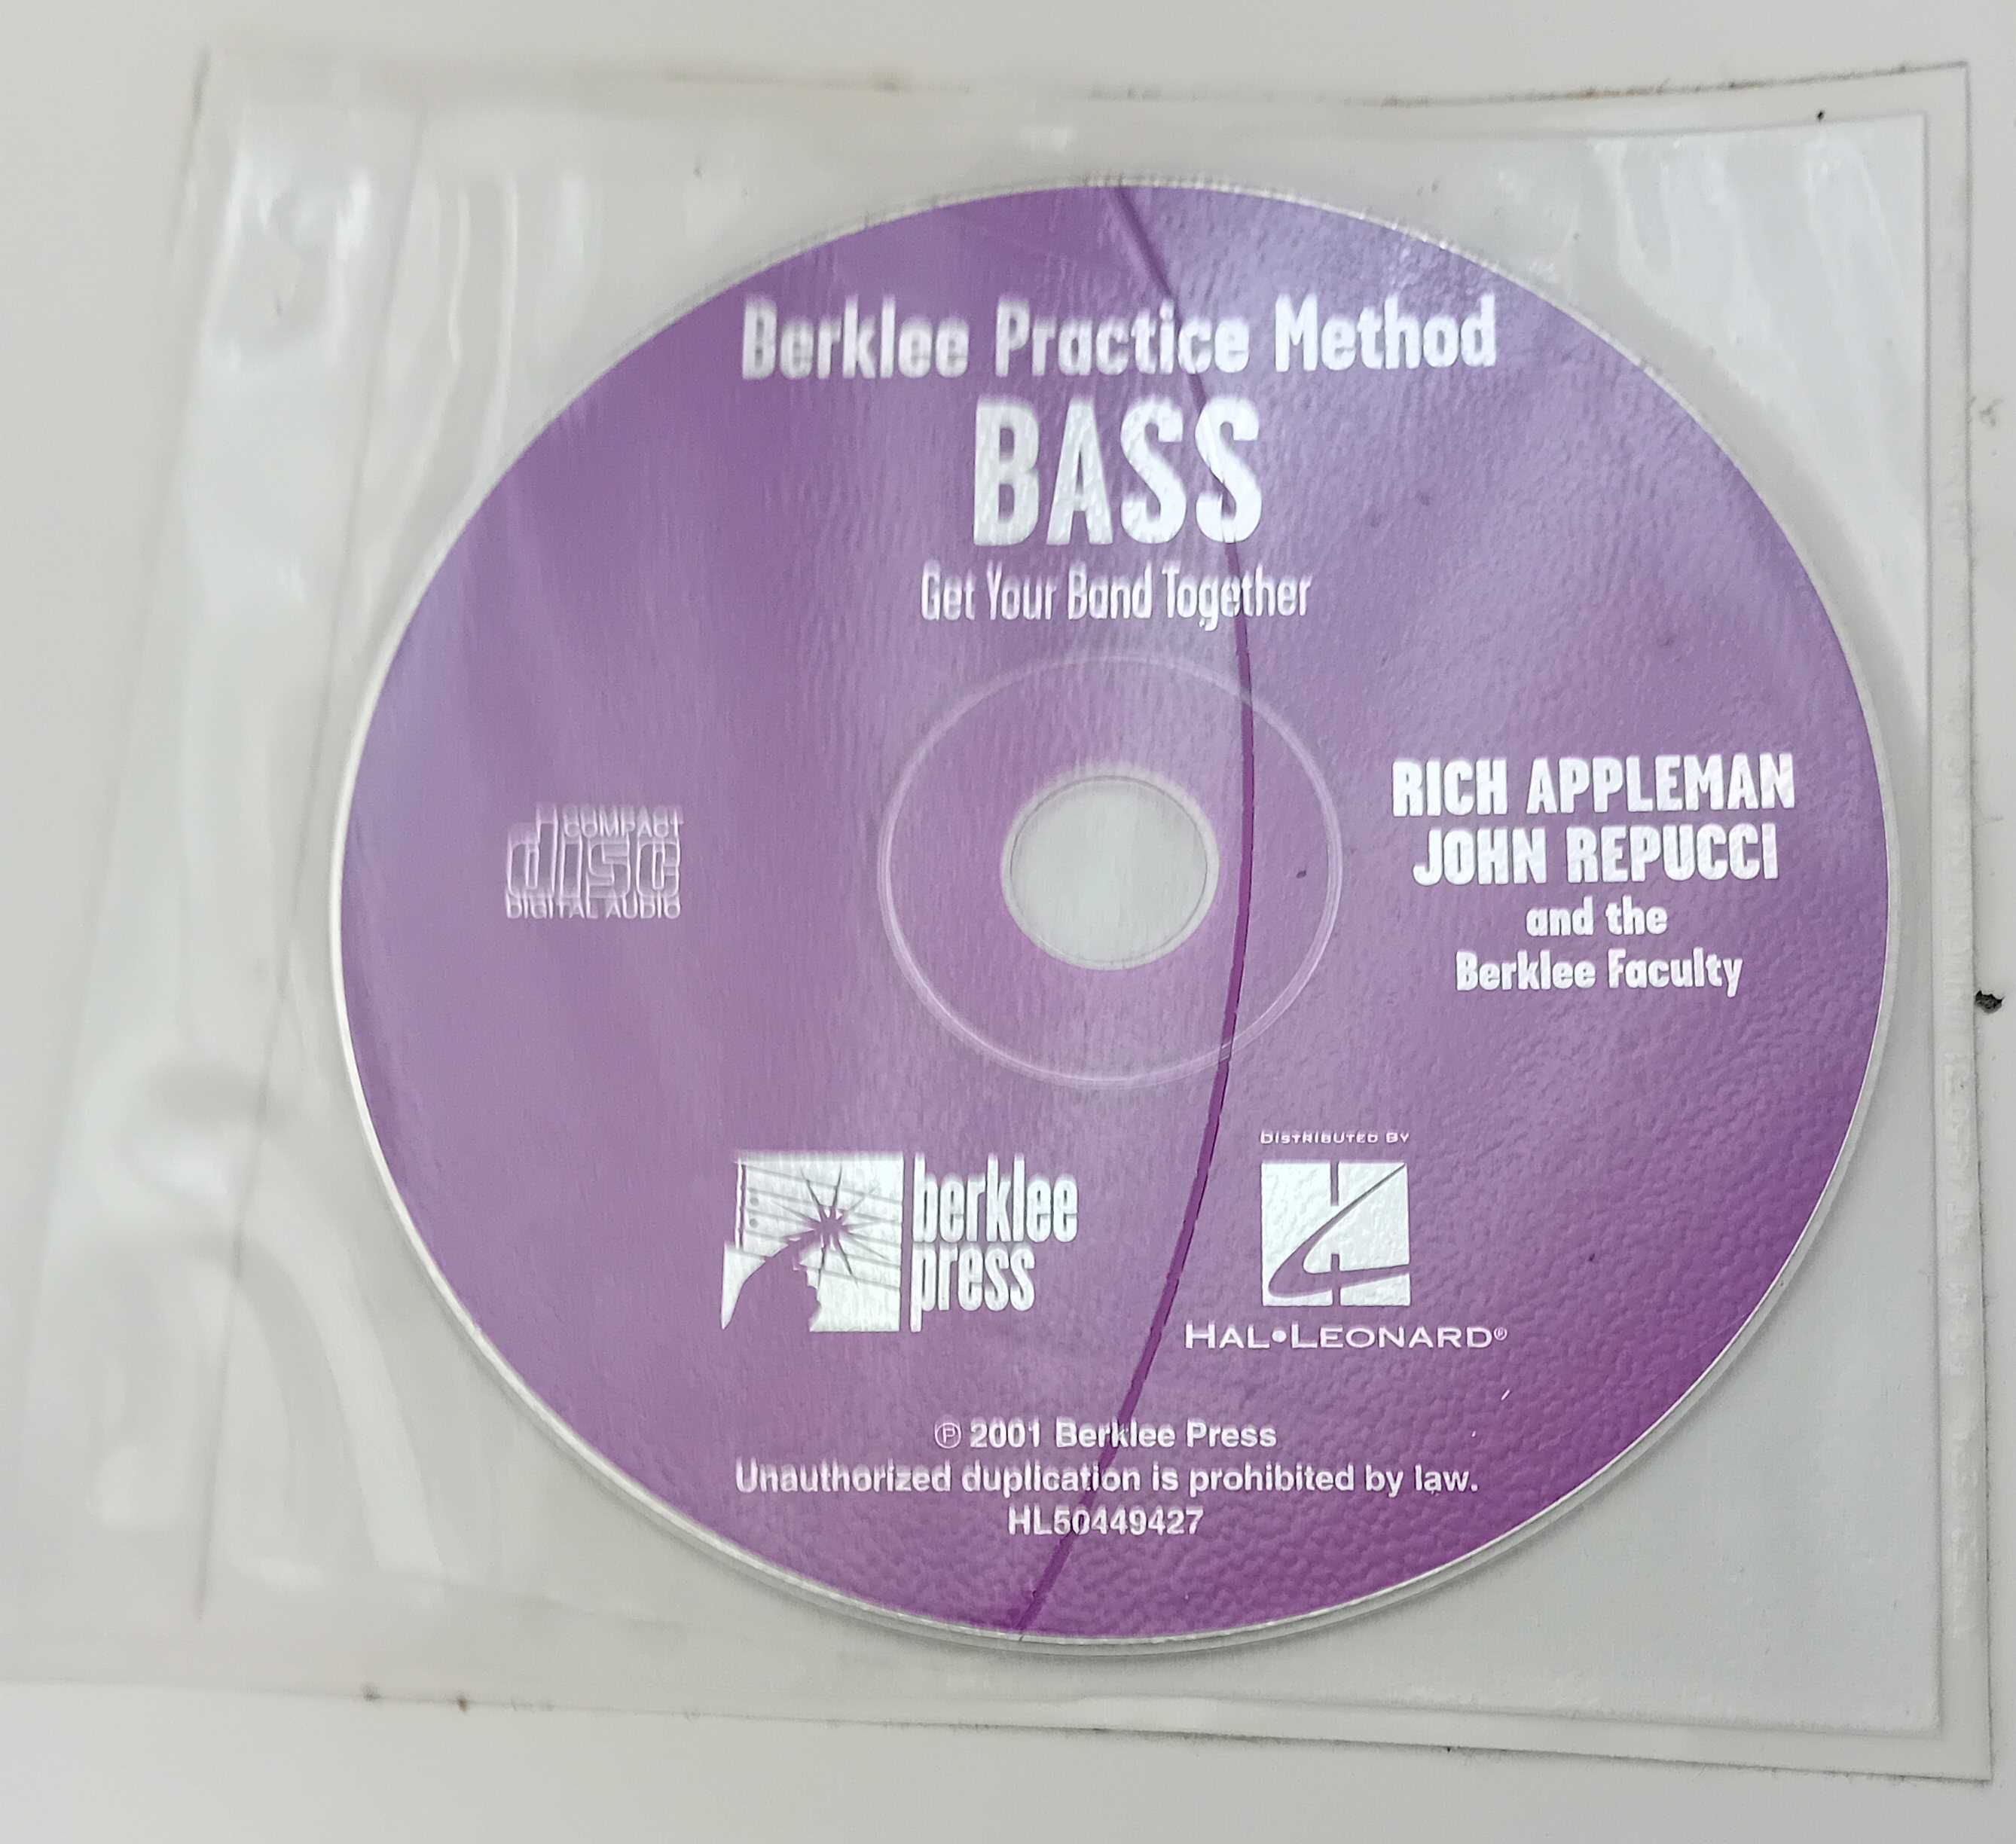 Berklee Practice Method
BASS
Get Your Band Together
COMPACT
disc
DIGITAL AUDIO
RICH APPLEMAN
JOHN REPUCCI
and the
Berklee Faculty
berklee
press
DISTRIBUTED BY
HAL•LEONARD®
℗ 2001 Berklee Press
Unauthorized duplication is prohibited by law.
HL50449427